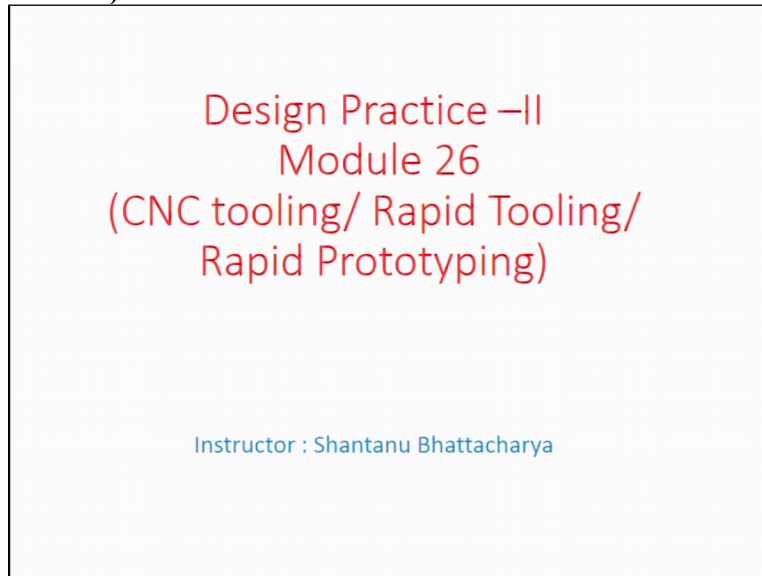 Design Practice –II
Module 26
(CNC tooling/ Rapid Tooling/
Rapid Prototyping)
Instructor : Shantanu Bhattacharya